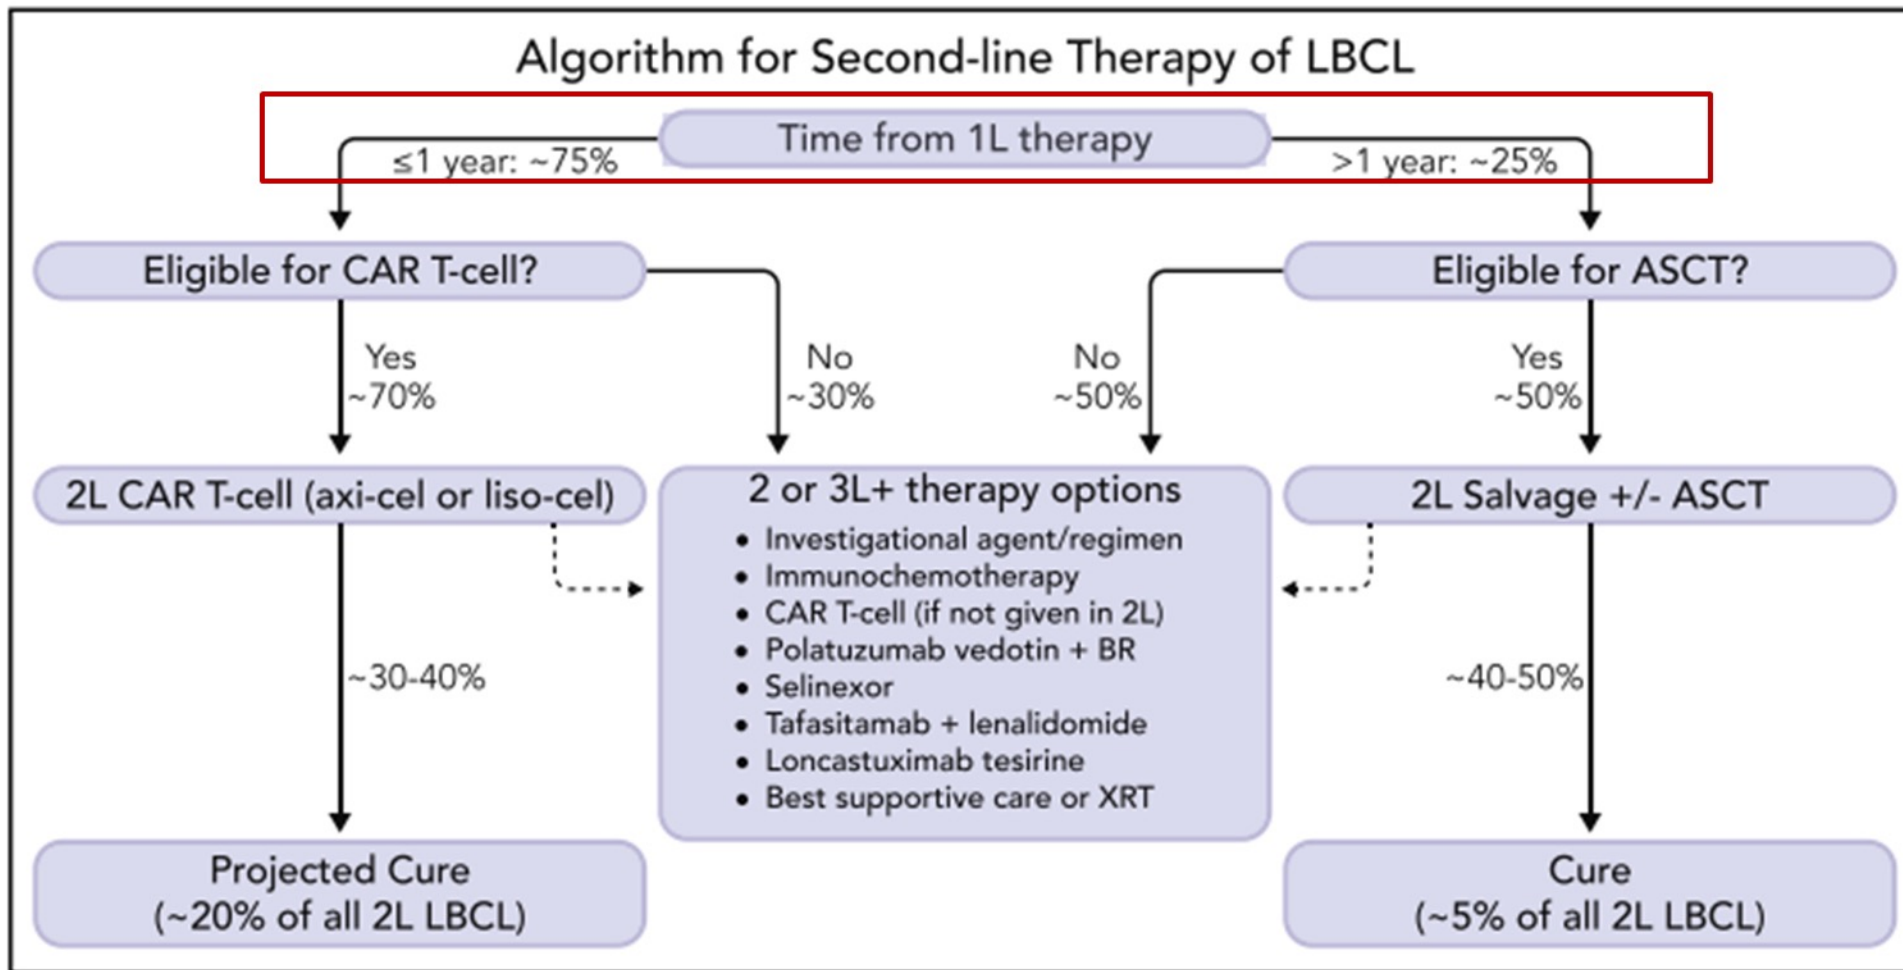 Algorithm for Second-line Therapy of LBCL
Time from 1L therapy
≤1 year: ~75%
>1 year: ~25%
Eligible for CAR T-cell?
Eligible for ASCT?
Yes
~70%
No
~30%
No
~50%
Yes
~50%
2L CAR T-cell (axi-cel or liso-cel)
2 or 3L+ therapy options
• Investigational agent/regimen
• Immunochemotherapy
• CAR T-cell (if not given in 2L)
• Polatuzumab vedotin + BR
• Selinexor
• Tafasitamab + lenalidomide
• Loncastuximab tesirine
• Best supportive care or XRT
2L Salvage +/- ASCT
~30-40%
~40-50%
Projected Cure
(~20% of all 2L LBCL)
Cure
(~5% of all 2L LBCL)